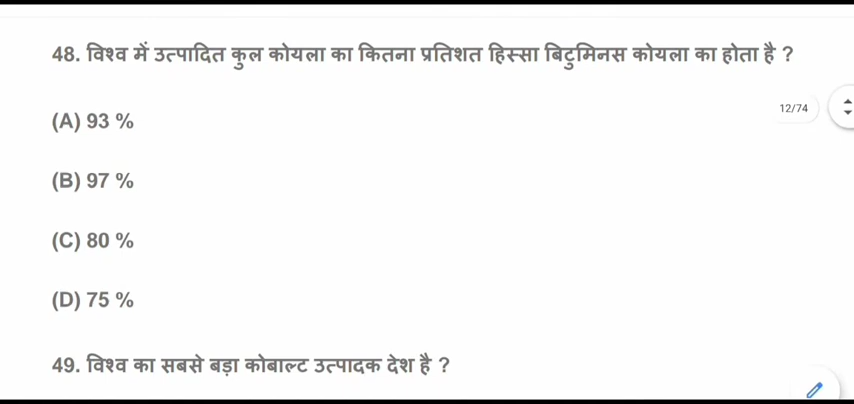 48. विश्व में उत्पादित कुल कोयला का कितना प्रतिशत हिस्सा बिटुमिनस कोयला का होता है ?
12/74
(A) 93 %
(B) 97 %
(C) 80 %
(D) 75 %
49. विश्व का सबसे बड़ा कोबाल्ट उत्पादक देश है ?